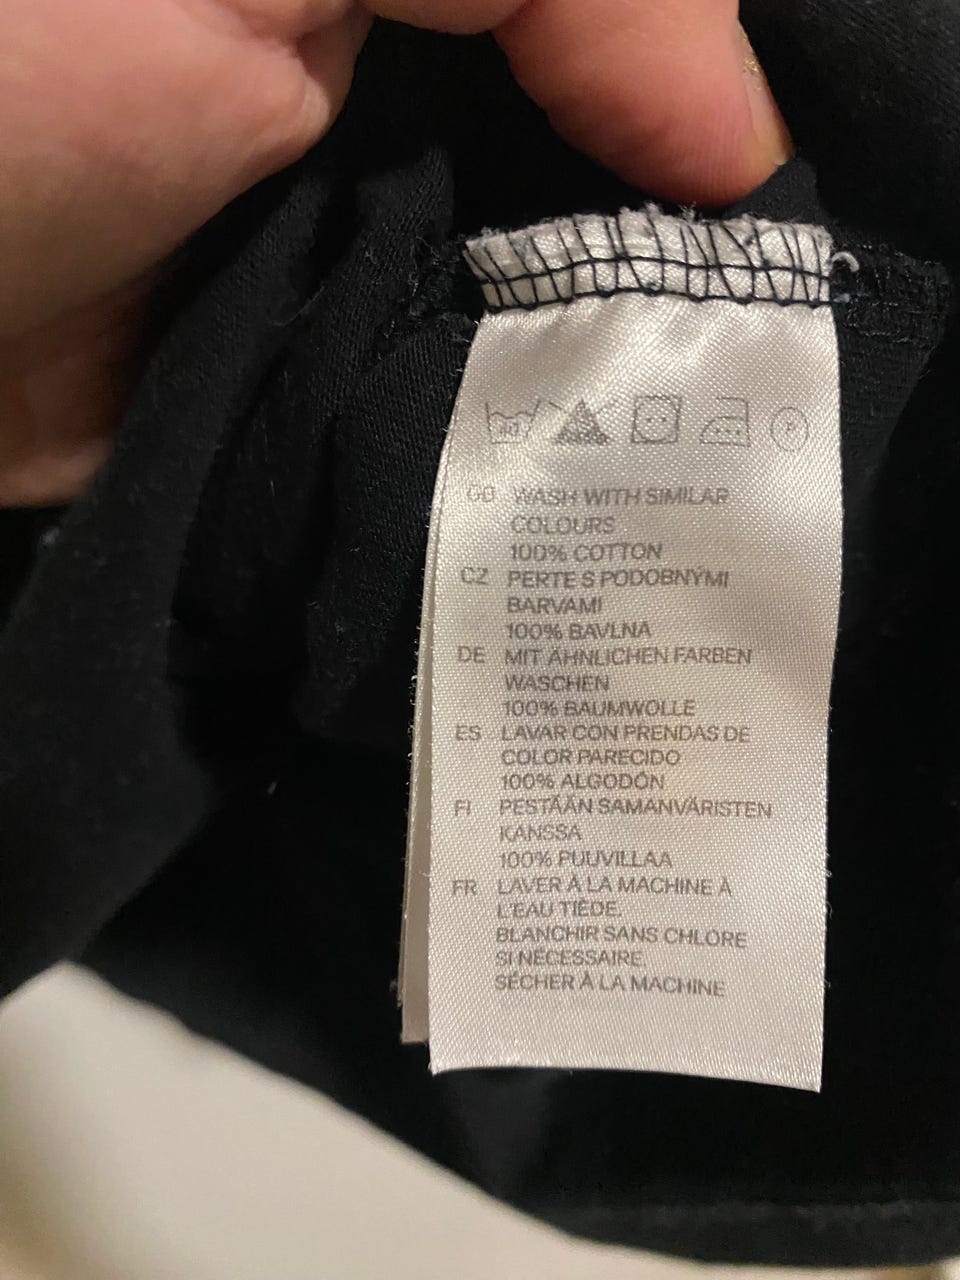 WASH WITH SIMILAR
COLOURS
100% COTTON
CZ PERTE S PODOBNÝMI
BARVAMI
100% BAVLNA
DE MIT ÄHNLICHEN FARBEN
WASCHEN
100% BAUMWOLLE
ES LAVAR CON PRENDAS DE
COLOR PARECIDO
100% ALGODÓN
FI PESTÄÄN SAMANVÄRISTEN
KANSSA
100% PUUVILLAA
FR LAVER À LA MACHINE À
L'EAU TIÈDE.
BLANCHIR SANS CHLORE
SI NÉCESSAIRE.
SÉCHER À LA MACHINE